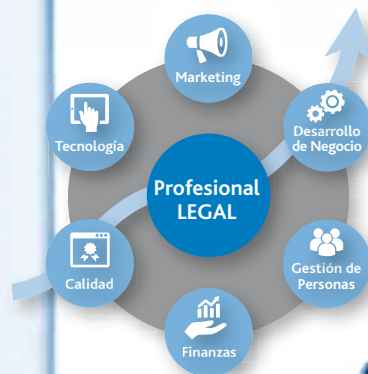 Marketing
Tecnología
Desarrollo
de Negocio
Profesional
LEGAL
Calidad
Gestión de
Personas
Finanzas